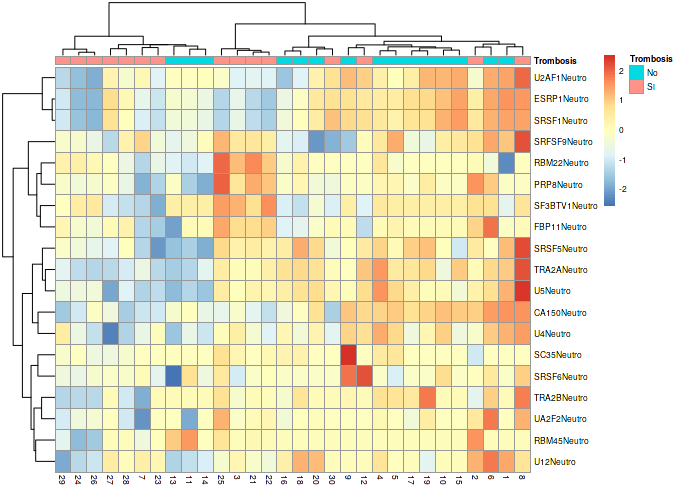 Trombosis
U2AF1Neutro
ESRP1Neutro
SRSF1Neutro
SRFSF9Neutro
RBM22Neutro
PRP8Neutro
SF3BTV1Neutro
FBP11Neutro
SRSF5Neutro
TRA2ANeutro
U5Neutro
CA150Neutro
U4Neutro
SC35Neutro
SRSF6Neutro
TRA2BNeutro
UA2F2Neutro
RBM45Neutro
U12Neutro
29 24 26 27 28 7 23 13 11 14 25 3 21 22 16 18 20 30 9 12 4 5 17 19 10 15 2 6 1 8
2
1
0
-1
-2
Trombosis
No
SI